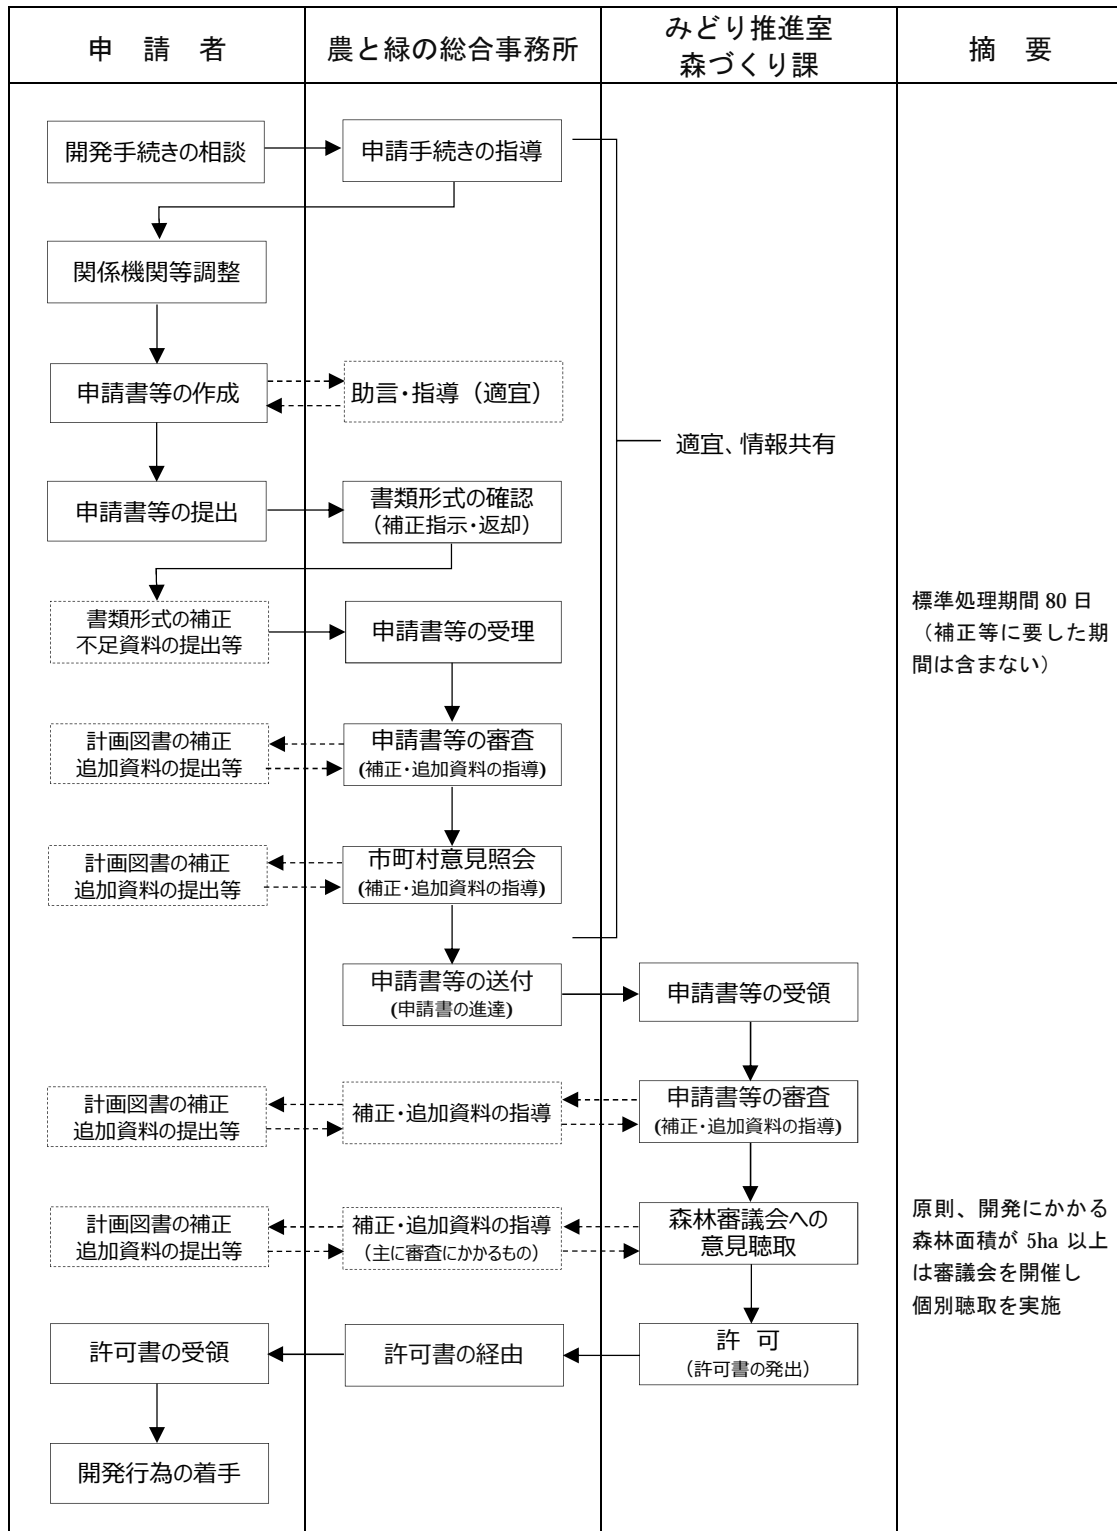 申 請 者
農と緑の総合事務所
みどり推進室
森づくり課
摘 要
開発手続きの相談
申請手続きの指導
関係機関等調整
申請書等の作成
助言・指導（適宜）
適宜、情報共有
申請書等の提出
書類形式の確認
（補正指示・返却）
書類形式の補正
不足資料の提出等
申請書等の受理
標準処理期間 80 日
（補正等に要した期
間は含まない）
計画図書の補正
追加資料の提出等
申請書等の審査
(補正・追加資料の指導)
計画図書の補正
追加資料の提出等
市町村意見照会
(補正・追加資料の指導)
申請書等の送付
(申請書の進達)
申請書等の受領
計画図書の補正
追加資料の提出等
補正・追加資料の指導
申請書等の審査
(補正・追加資料の指導)
計画図書の補正
追加資料の提出等
補正・追加資料の指導
（主に審査にかかるもの）
森林審議会への
意見聴取
原則、開発にかかる
森林面積が 5ha 以上
は審議会を開催し
個別聴取を実施
許可書の受領
許可書の経由
許 可
（許可書の発出）
開発行為の着手